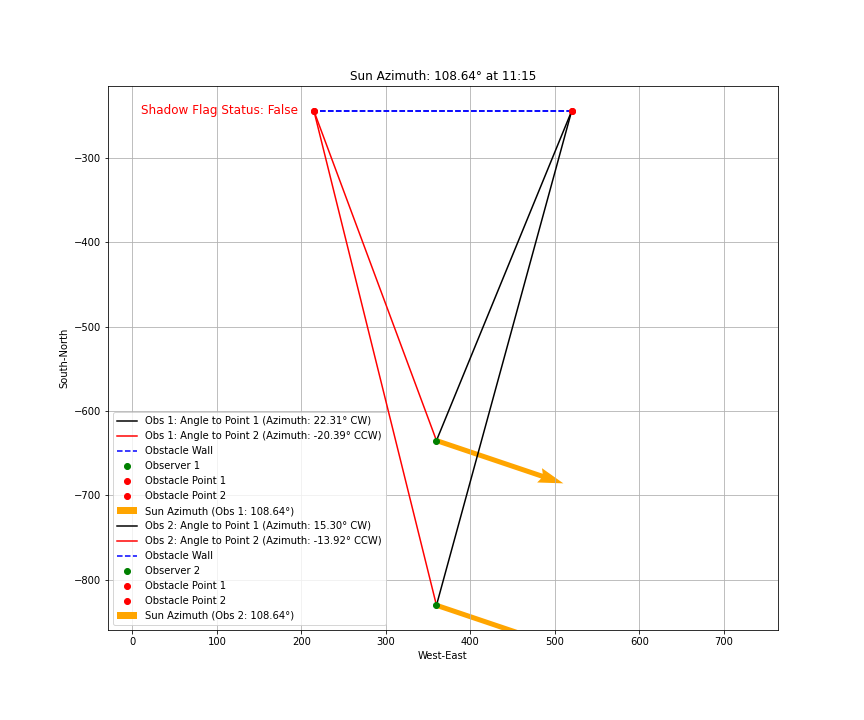 Sun Azimuth: 108.64° at 11:15
Shadow Flag Status: False
−300
−400
−500
−600
−700
−800
South-North
Obs 1: Angle to Point 1 (Azimuth: 22.31° CW)
Obs 1: Angle to Point 2 (Azimuth: -20.39° CCW)
Obstacle Wall
Observer 1
Obstacle Point 1
Obstacle Point 2
Sun Azimuth (Obs 1: 108.64°)
Obs 2: Angle to Point 1 (Azimuth: 15.30° CW)
Obs 2: Angle to Point 2 (Azimuth: -13.92° CCW)
Obstacle Wall
Observer 2
Obstacle Point 1
Obstacle Point 2
Sun Azimuth (Obs 2: 108.64°)
0 100 200 300 400 500 600 700
West-East